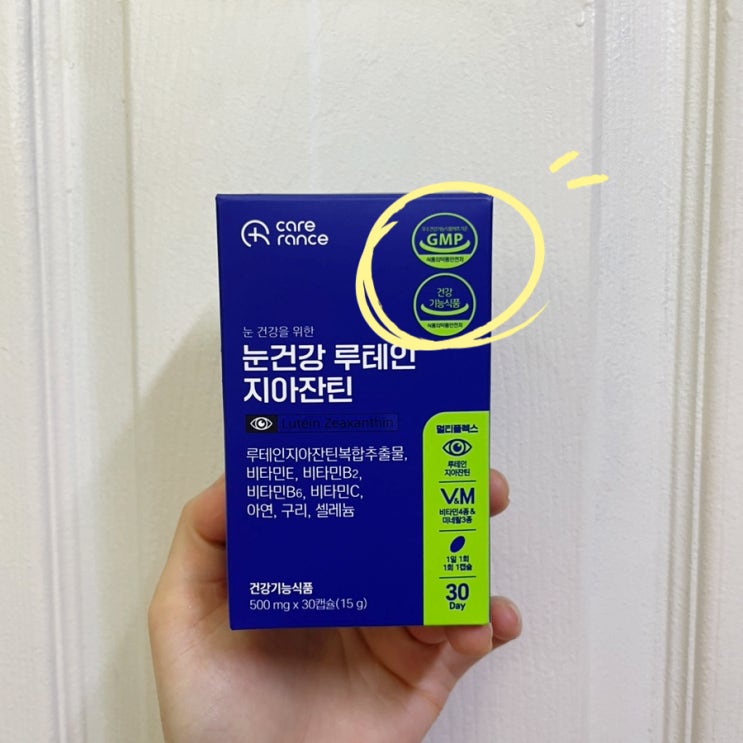 care
rance
GMP
식품의약품안전처
건강
기능식품
식품의약품안전처
눈 건강을 위한
눈건강 루테인
지아잔틴
Lutein Zeaxanthin
루테인지아잔틴복합추출물,
비타민E, 비타민B2,
비타민B6, 비타민C,
아연, 구리, 셀레늄
건강기능식품
500 mg x 30캡슐(15 g)
멀티플렉스
루테인
지아잔틴
V&M
비타민4종 &
미네랄3종
1일 1회
1회 1캡슐
30
Day